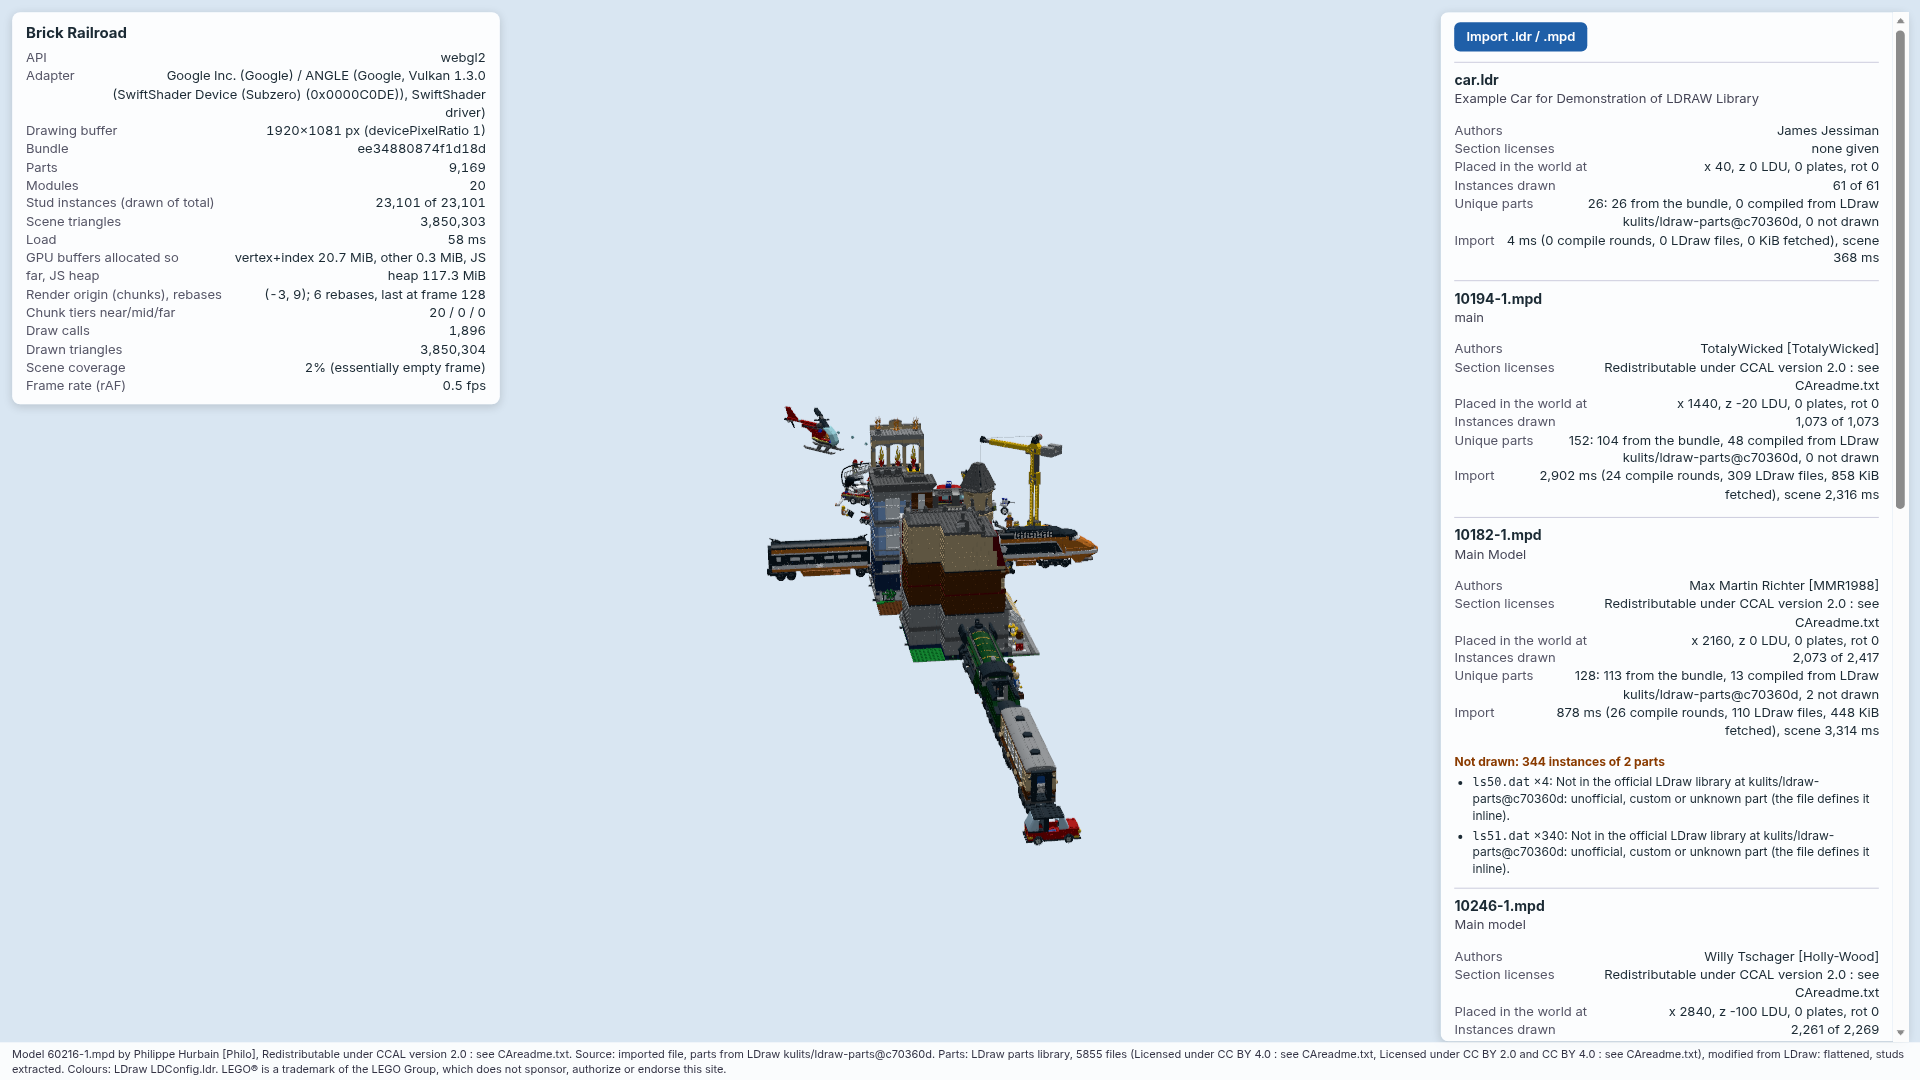 Brick Railroad
API webgl2
Adapter Google Inc. (Google) / ANGLE (Google, Vulkan 1.3.0
(SwiftShader Device (Subzero) (0x0000C0DE)), SwiftShader
driver)
Drawing buffer 1920×1081 px (devicePixelRatio 1)
Bundle ee34880874f1d18d
Parts 9,169
Modules 20
Stud instances (drawn of total) 23,101 of 23,101
Scene triangles 3,850,303
Load 58 ms
GPU buffers allocated so vertex+index 20.7 MiB, other 0.3 MiB, JS
far, JS heap heap 117.3 MiB
Render origin (chunks), rebases (-3, 9); 6 rebases, last at frame 128
Chunk tiers near/mid/far 20 / 0 / 0
Draw calls 1,896
Drawn triangles 3,850,304
Scene coverage 2% (essentially empty frame)
Frame rate (rAF) 0.5 fps
Import .ldr / .mpd
car.ldr
Example Car for Demonstration of LDRAW Library
Authors James Jessiman
Section licenses none given
Placed in the world at x 40, z 0 LDU, 0 plates, rot 0
Instances drawn 61 of 61
Unique parts 26: 26 from the bundle, 0 compiled from LDraw
kulits/ldraw-parts@c70360d, 0 not drawn
Import 4 ms (0 compile rounds, 0 LDraw files, 0 KiB fetched), scene
368 ms
10194-1.mpd
main
Authors TotalyWicked [TotalyWicked]
Section licenses Redistributable under CCAL version 2.0 : see
CAreadme.txt
Placed in the world at x 1440, z -20 LDU, 0 plates, rot 0
Instances drawn 1,073 of 1,073
Unique parts 152: 104 from the bundle, 48 compiled from LDraw
kulits/ldraw-parts@c70360d, 0 not drawn
Import 2,902 ms (24 compile rounds, 309 LDraw files, 858 KiB
fetched), scene 2,316 ms
10182-1.mpd
Main Model
Authors Max Martin Richter [MMR1988]
Section licenses Redistributable under CCAL version 2.0 : see
CAreadme.txt
Placed in the world at x 2160, z 0 LDU, 0 plates, rot 0
Instances drawn 2,073 of 2,417
Unique parts 128: 113 from the bundle, 13 compiled from LDraw
kulits/ldraw-parts@c70360d, 2 not drawn
Import 878 ms (26 compile rounds, 110 LDraw files, 448 KiB
fetched), scene 3,314 ms
Not drawn: 344 instances of 2 parts
• ls50.dat ×4: Not in the official LDraw library at kulits/ldraw-
parts@c70360d: unofficial, custom or unknown part (the file defines it
inline).
• ls51.dat ×340: Not in the official LDraw library at kulits/ldraw-
parts@c70360d: unofficial, custom or unknown part (the file defines it
inline).
10246-1.mpd
Main model
Authors Willy Tschager [Holly-Wood]
Section licenses Redistributable under CCAL version 2.0 : see
CAreadme.txt
Placed in the world at x 2840, z -100 LDU, 0 plates, rot 0
Instances drawn 2,261 of 2,269
Model 60216-1.mpd by Philippe Hurbain [Philo], Redistributable under CCAL version 2.0 : see CAreadme.txt. Source: imported file, parts from LDraw kulits/ldraw-parts@c70360d. Parts: LDraw parts library, 5855 files (Licensed under CC BY 4.0 : see CAreadme.txt, Licensed under CC BY 2.0 and CC BY 4.0 : see CAreadme.txt), modified from LDraw: flattened, studs
extracted. Colours: LDraw LDConfig.ldr. LEGO® is a trademark of the LEGO Group, which does not sponsor, authorize or endorse this site.